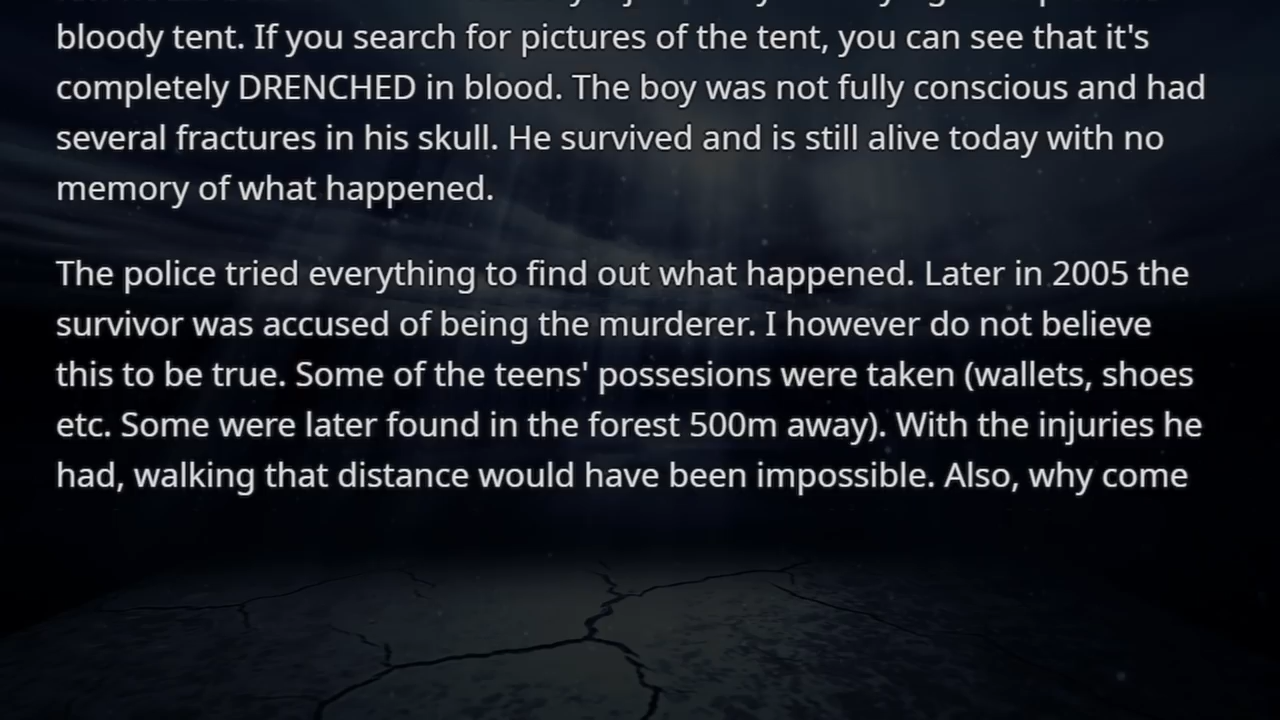 bloody tent. If you search for pictures of the tent, you can see that it's
completely DRENCHED in blood. The boy was not fully conscious and had
several fractures in his skull. He survived and is still alive today with no
memory of what happened.
The police tried everything to find out what happened. Later in 2005 the
survivor was accused of being the murderer. I however do not believe
this to be true. Some of the teens' possesions were taken (wallets, shoes
etc. Some were later found in the forest 500m away). With the injuries he
had, walking that distance would have been impossible. Also, why come